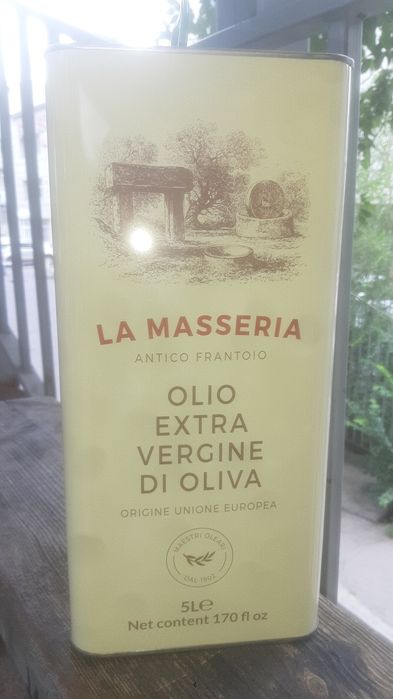 LA MASSERIA
ANTICO FRANTOIO
OLIO
EXTRA
VERGINE
DI OLIVA
ORIGINE UNIONE EUROPEA
MAESTRI OLEARI
DAL 1892
5L℮
Net content 170 fl oz